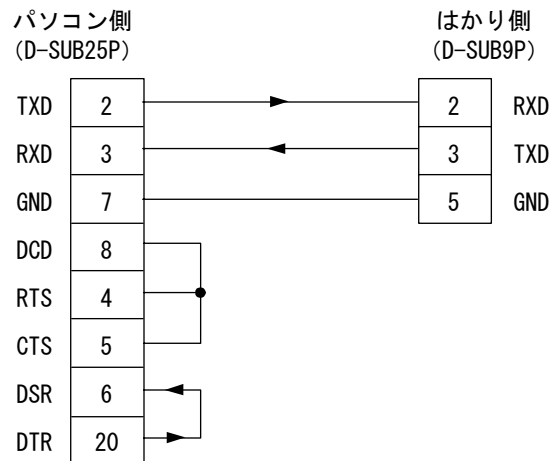 パソコン側 はかり側
(D-SUB25P) (D-SUB9P)
TXD 2 2 RXD
RXD 3 3 TXD
GND 7 5 GND
DCD 8
RTS 4
CTS 5
DSR 6
DTR 20